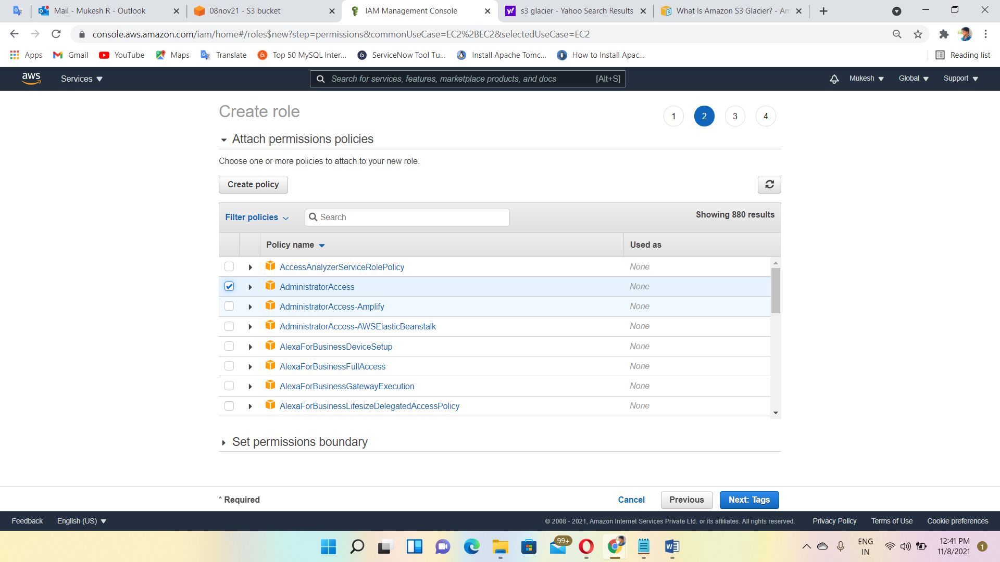 Mail - Mukesh R - Outlook
08nov21 - S3 bucket
IAM Management Console
s3 glacier - Yahoo Search Results
What Is Amazon S3 Glacier? - Am
console.aws.amazon.com/iam/home#/roles$new?step=permissions&commonUseCase=EC2%2BEC2&selectedUseCase=EC2
Apps
Gmail
YouTube
Maps
Translate
Top 50 MySQL Inter...
ServiceNow Tool Tu...
Install Apache Tomc...
How to Install Apac...
Reading list
aws
Services
Search for services, features, marketplace products, and docs
[Alt+S]
Mukesh
Global
Support
Create role
1
2
3
4
Attach permissions policies
Choose one or more policies to attach to your new role.
Create policy
Filter policies
Search
Showing 880 results
Policy name
Used as
AccessAnalyzerServiceRolePolicy
None
AdministratorAccess
None
AdministratorAccess-Amplify
None
AdministratorAccess-AWSElasticBeanstalk
None
AlexaForBusinessDeviceSetup
None
AlexaForBusinessFullAccess
None
AlexaForBusinessGatewayExecution
None
AlexaForBusinessLifesizeDelegatedAccessPolicy
None
Set permissions boundary
* Required
Cancel
Previous
Next: Tags
Feedback
English (US)
© 2008 - 2021, Amazon Internet Services Private Ltd. or its affiliates. All rights reserved.
Privacy Policy
Terms of Use
Cookie preferences
99+
ENG
IN
12:41 PM
11/8/2021
1